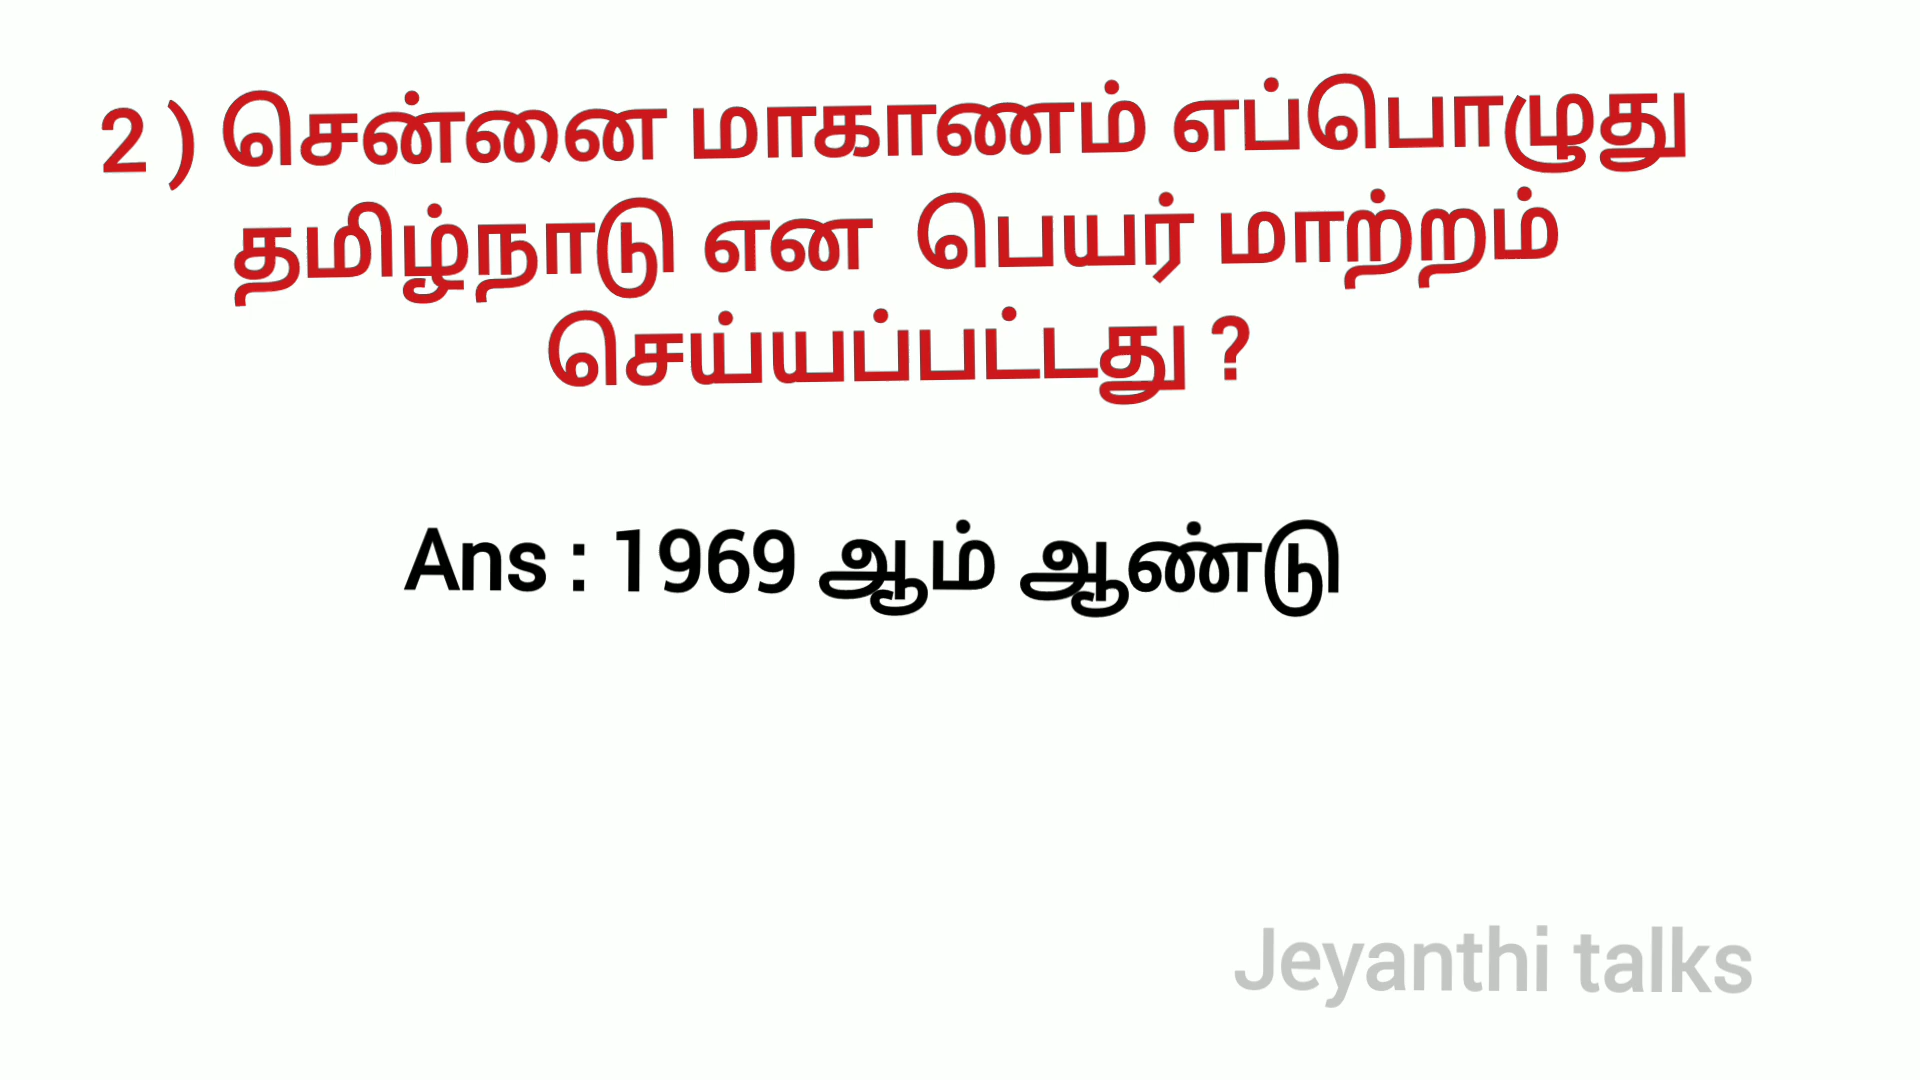 2 ) சென்னை மாகாணம் எப்பொழுது
தமிழ்நாடு என பெயர் மாற்றம்
செய்யப்பட்டது ?
Ans : 1969 ஆம் ஆண்டு
Jeyanthi talks